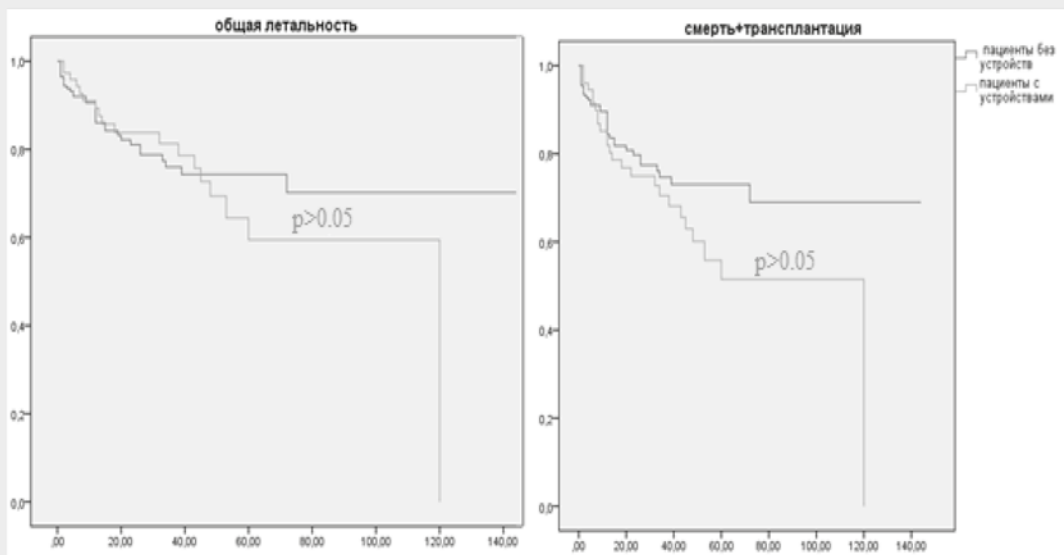 общая летальность
1,0
0,8
0,6
0,4
0,2
0,0
p>0.05
,00 20,00 40,00 60,00 80,00 100,00 120,00 140,00
смерть+трансплантация
1,0
0,8
0,6
0,4
0,2
0,0
p>0.05
,00 20,00 40,00 60,00 80,00 100,00 120,00 140,00
пациенты без
устройств
пациенты с
устройствами